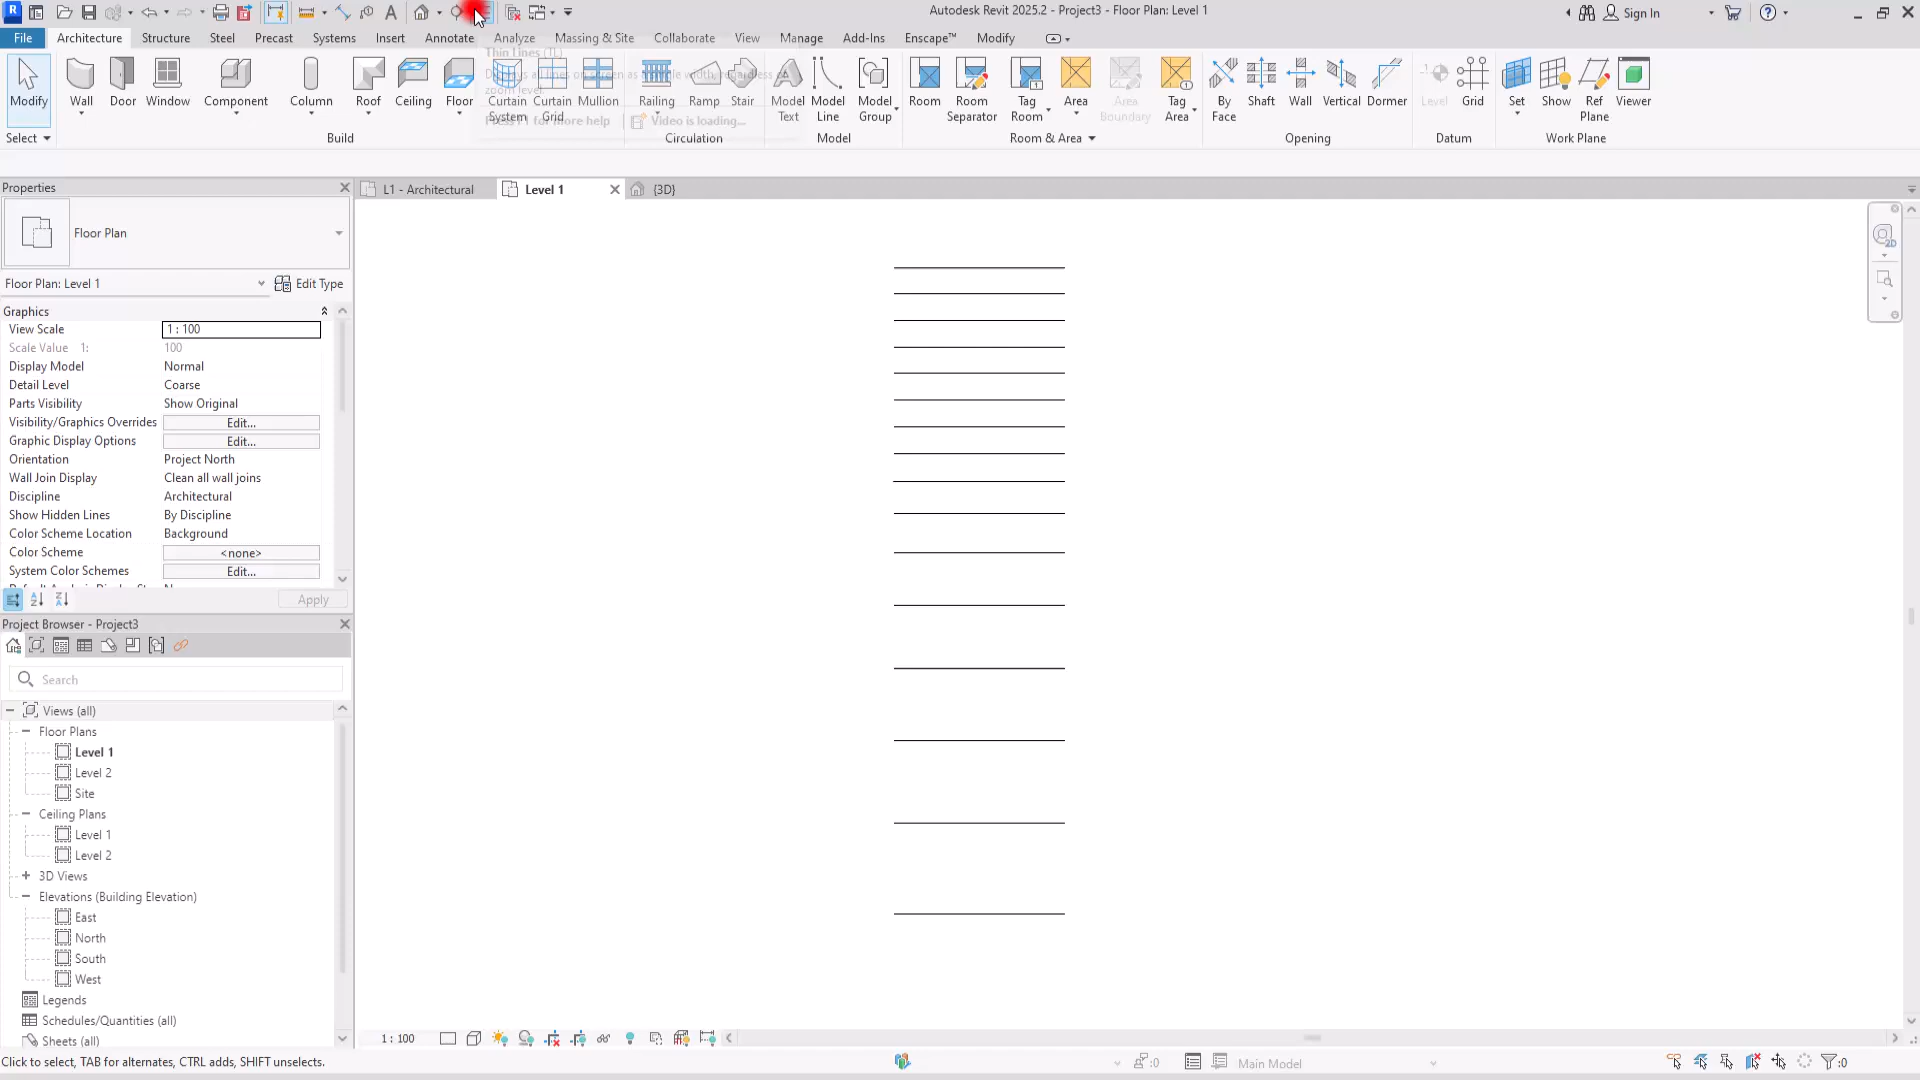 Autodesk Revit 2025.2 - Project3 - Floor Plan: Level 1
Sign In
File Architecture Structure Steel Precast Systems Insert Annotate Analyze Massing & Site Collaborate View Manage Add-Ins Enscape™ Modify
Thin Lines (TL)
Press F1 for more help
Video is loading...
Modify
Wall
Door
Window
Component
Column
Roof
Ceiling
Floor
Curtain System
Curtain Grid
Mullion
Railing
Ramp
Stair
Model Text
Model Line
Model Group
Room
Room Separator
Tag Room
Area
Area Boundary
Tag Area
By Face
Shaft
Wall
Vertical
Dormer
Level
Grid
Set
Show
Ref Plane
Viewer
Select
Build
Circulation
Model
Room & Area
Opening
Datum
Work Plane
Properties
L1 - Architectural
Level 1
{3D}
Floor Plan
Floor Plan: Level 1
Edit Type
Graphics
View Scale 1 : 100
Scale Value 1: 100
Display Model Normal
Detail Level Coarse
Parts Visibility Show Original
Visibility/Graphics Overrides Edit...
Graphic Display Options Edit...
Orientation Project North
Wall Join Display Clean all wall joins
Discipline Architectural
Show Hidden Lines By Discipline
Color Scheme Location Background
Color Scheme <none>
System Color Schemes Edit...
Apply
Project Browser - Project3
Search
Views (all)
Floor Plans
Level 1
Level 2
Site
Ceiling Plans
Level 1
Level 2
3D Views
Elevations (Building Elevation)
East
North
South
West
Legends
Schedules/Quantities (all)
Sheets (all)
1 : 100
Click to select, TAB for alternates, CTRL adds, SHIFT unselects.
:0
Main Model
:0